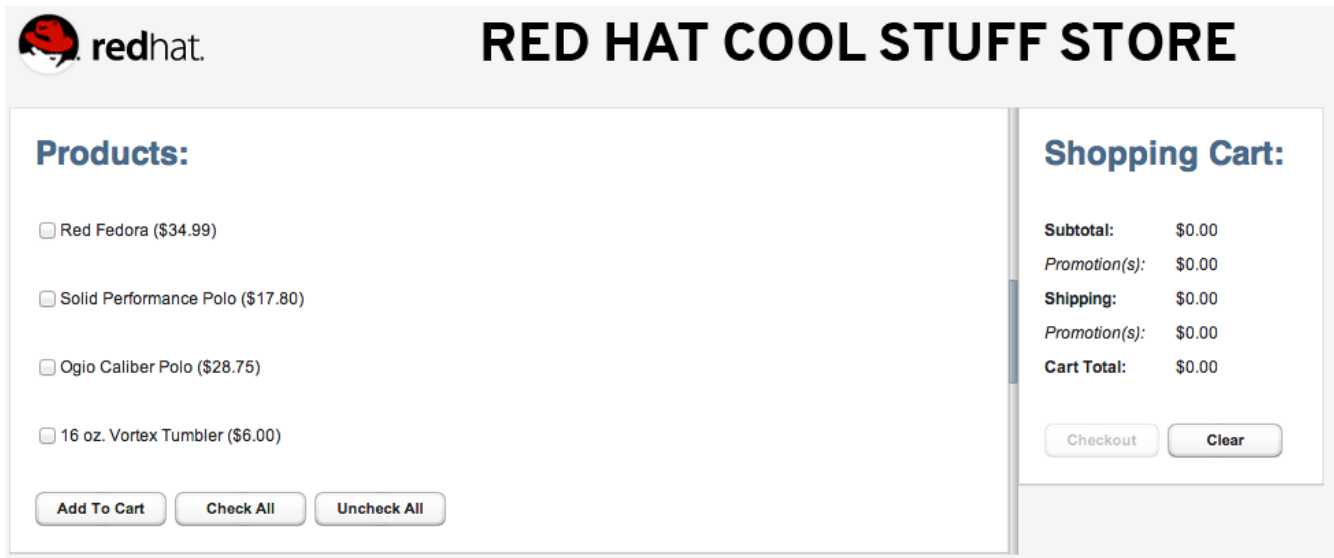 redhat.
RED HAT COOL STUFF STORE
Products:
Red Fedora ($34.99)
Solid Performance Polo ($17.80)
Ogio Caliber Polo ($28.75)
16 oz. Vortex Tumbler ($6.00)
Add To Cart Check All Uncheck All
Shopping Cart:
Subtotal: $0.00
Promotion(s): $0.00
Shipping: $0.00
Promotion(s): $0.00
Cart Total: $0.00
Checkout Clear